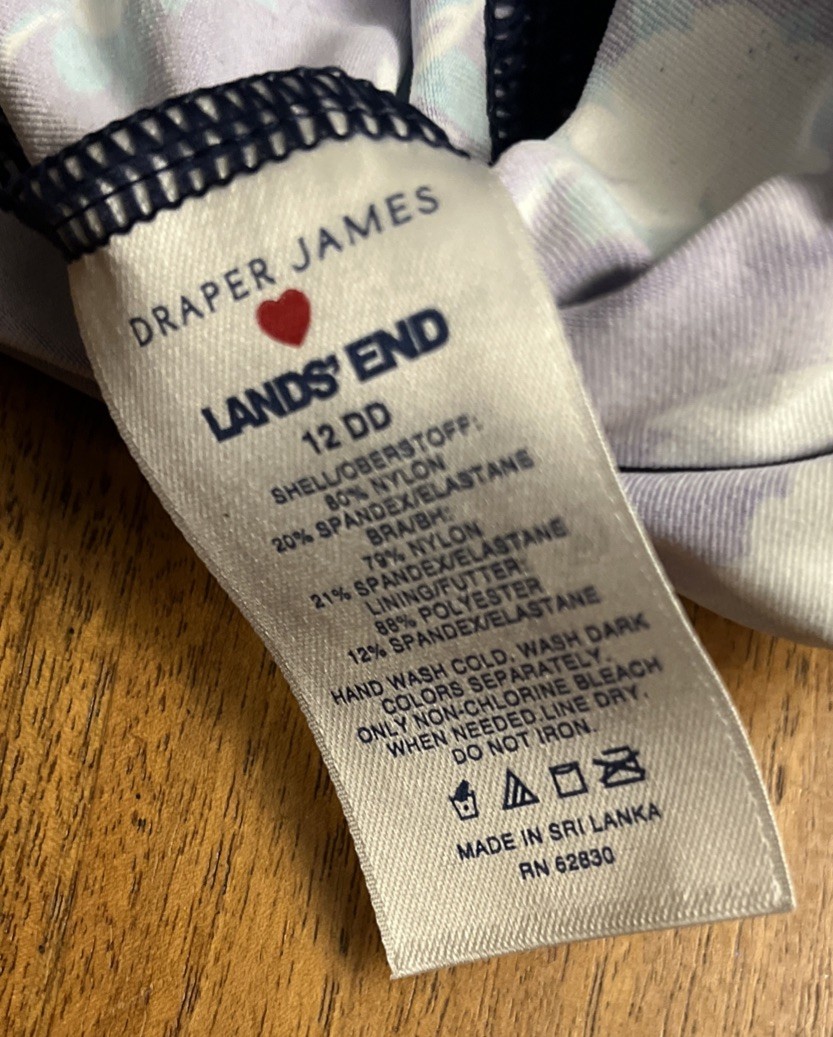 DRAPER JAMES
LANDS' END
12 DD
SHELL/OBERSTOFF:
80% NYLON
20% SPANDEX/ELASTANE
BRA/BH:
79% NYLON
21% SPANDEX/ELASTANE
LINING/FUTTER:
88% POLYESTER
12% SPANDEX/ELASTANE
HAND WASH COLD. WASH DARK
COLORS SEPARATELY.
ONLY NON-CHLORINE BLEACH
WHEN NEEDED.LINE DRY.
DO NOT IRON.
MADE IN SRI LANKA
RN 62830